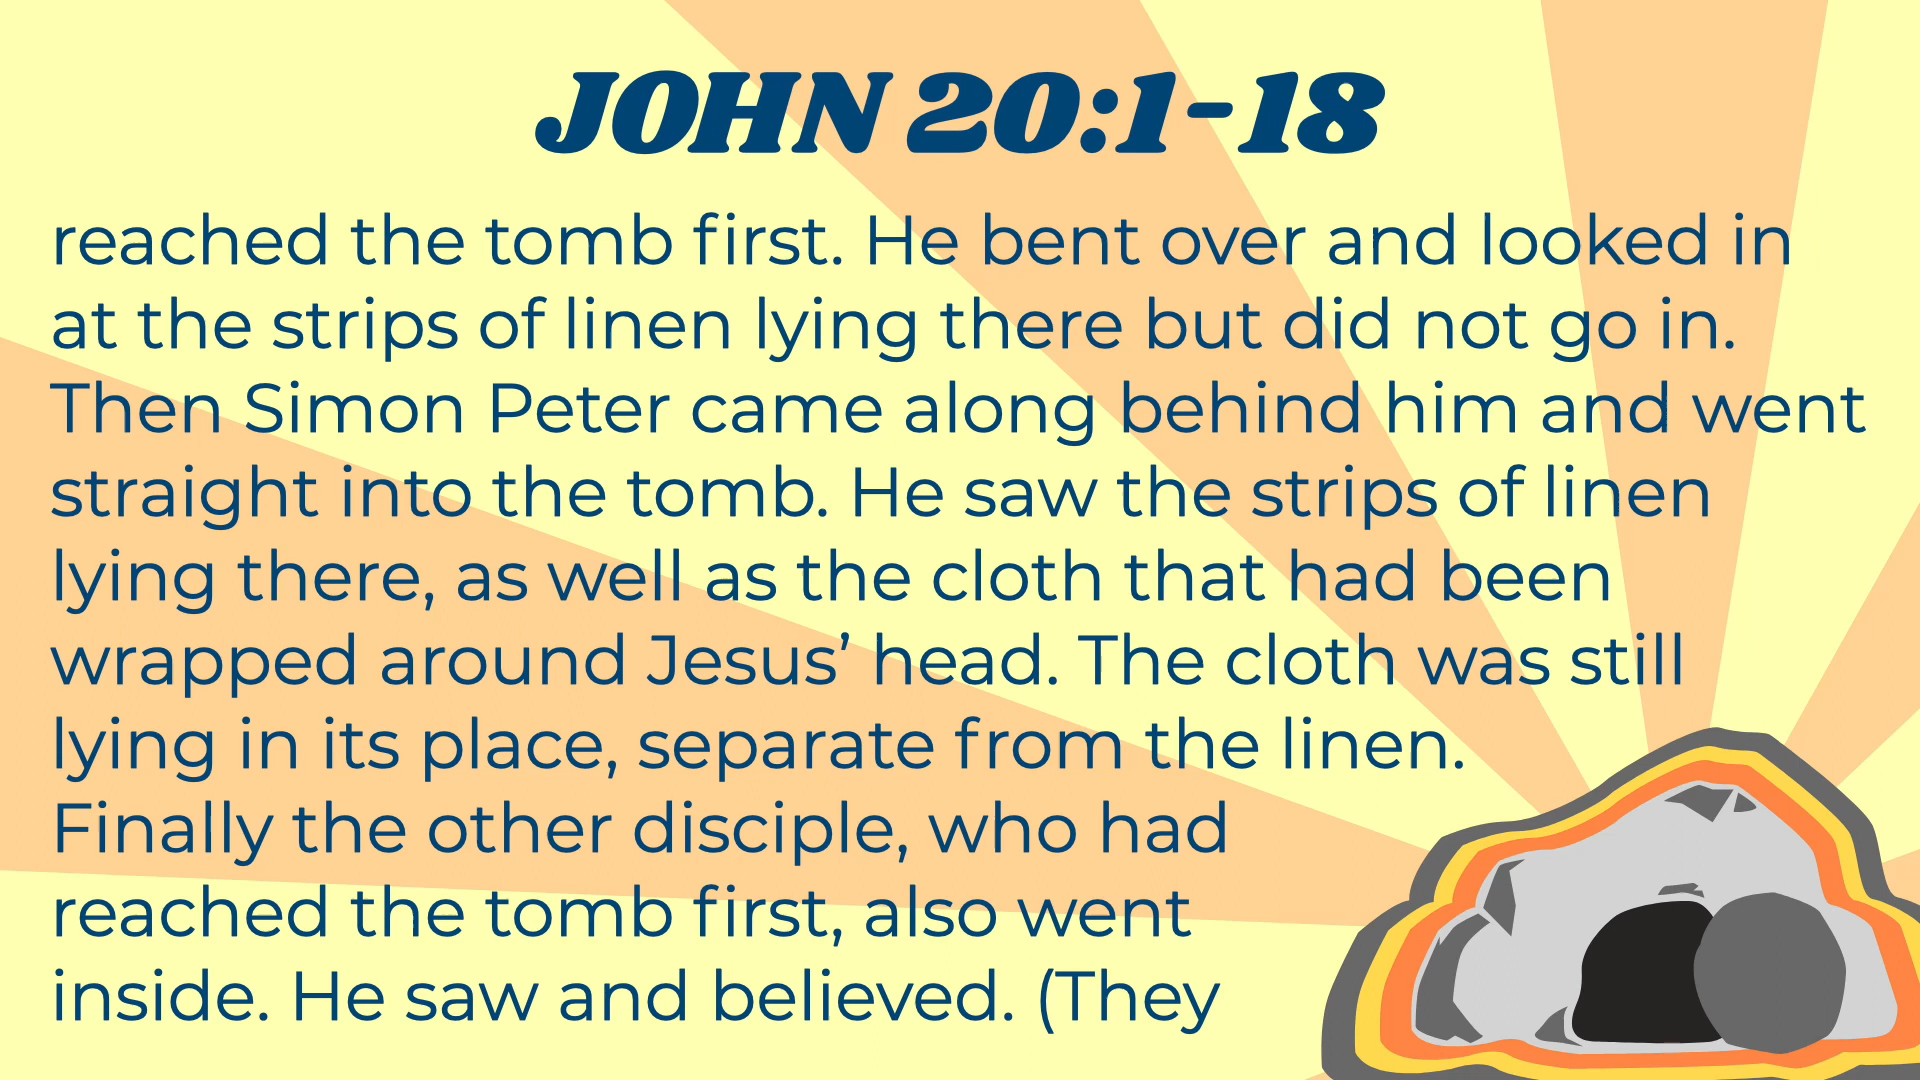 JOHN 20:1-18
reached the tomb first. He bent over and looked in
at the strips of linen lying there but did not go in.
Then Simon Peter came along behind him and went
straight into the tomb. He saw the strips of linen
lying there, as well as the cloth that had been
wrapped around Jesus’ head. The cloth was still
lying in its place, separate from the linen.
Finally the other disciple, who had
reached the tomb first, also went
inside. He saw and believed. (They